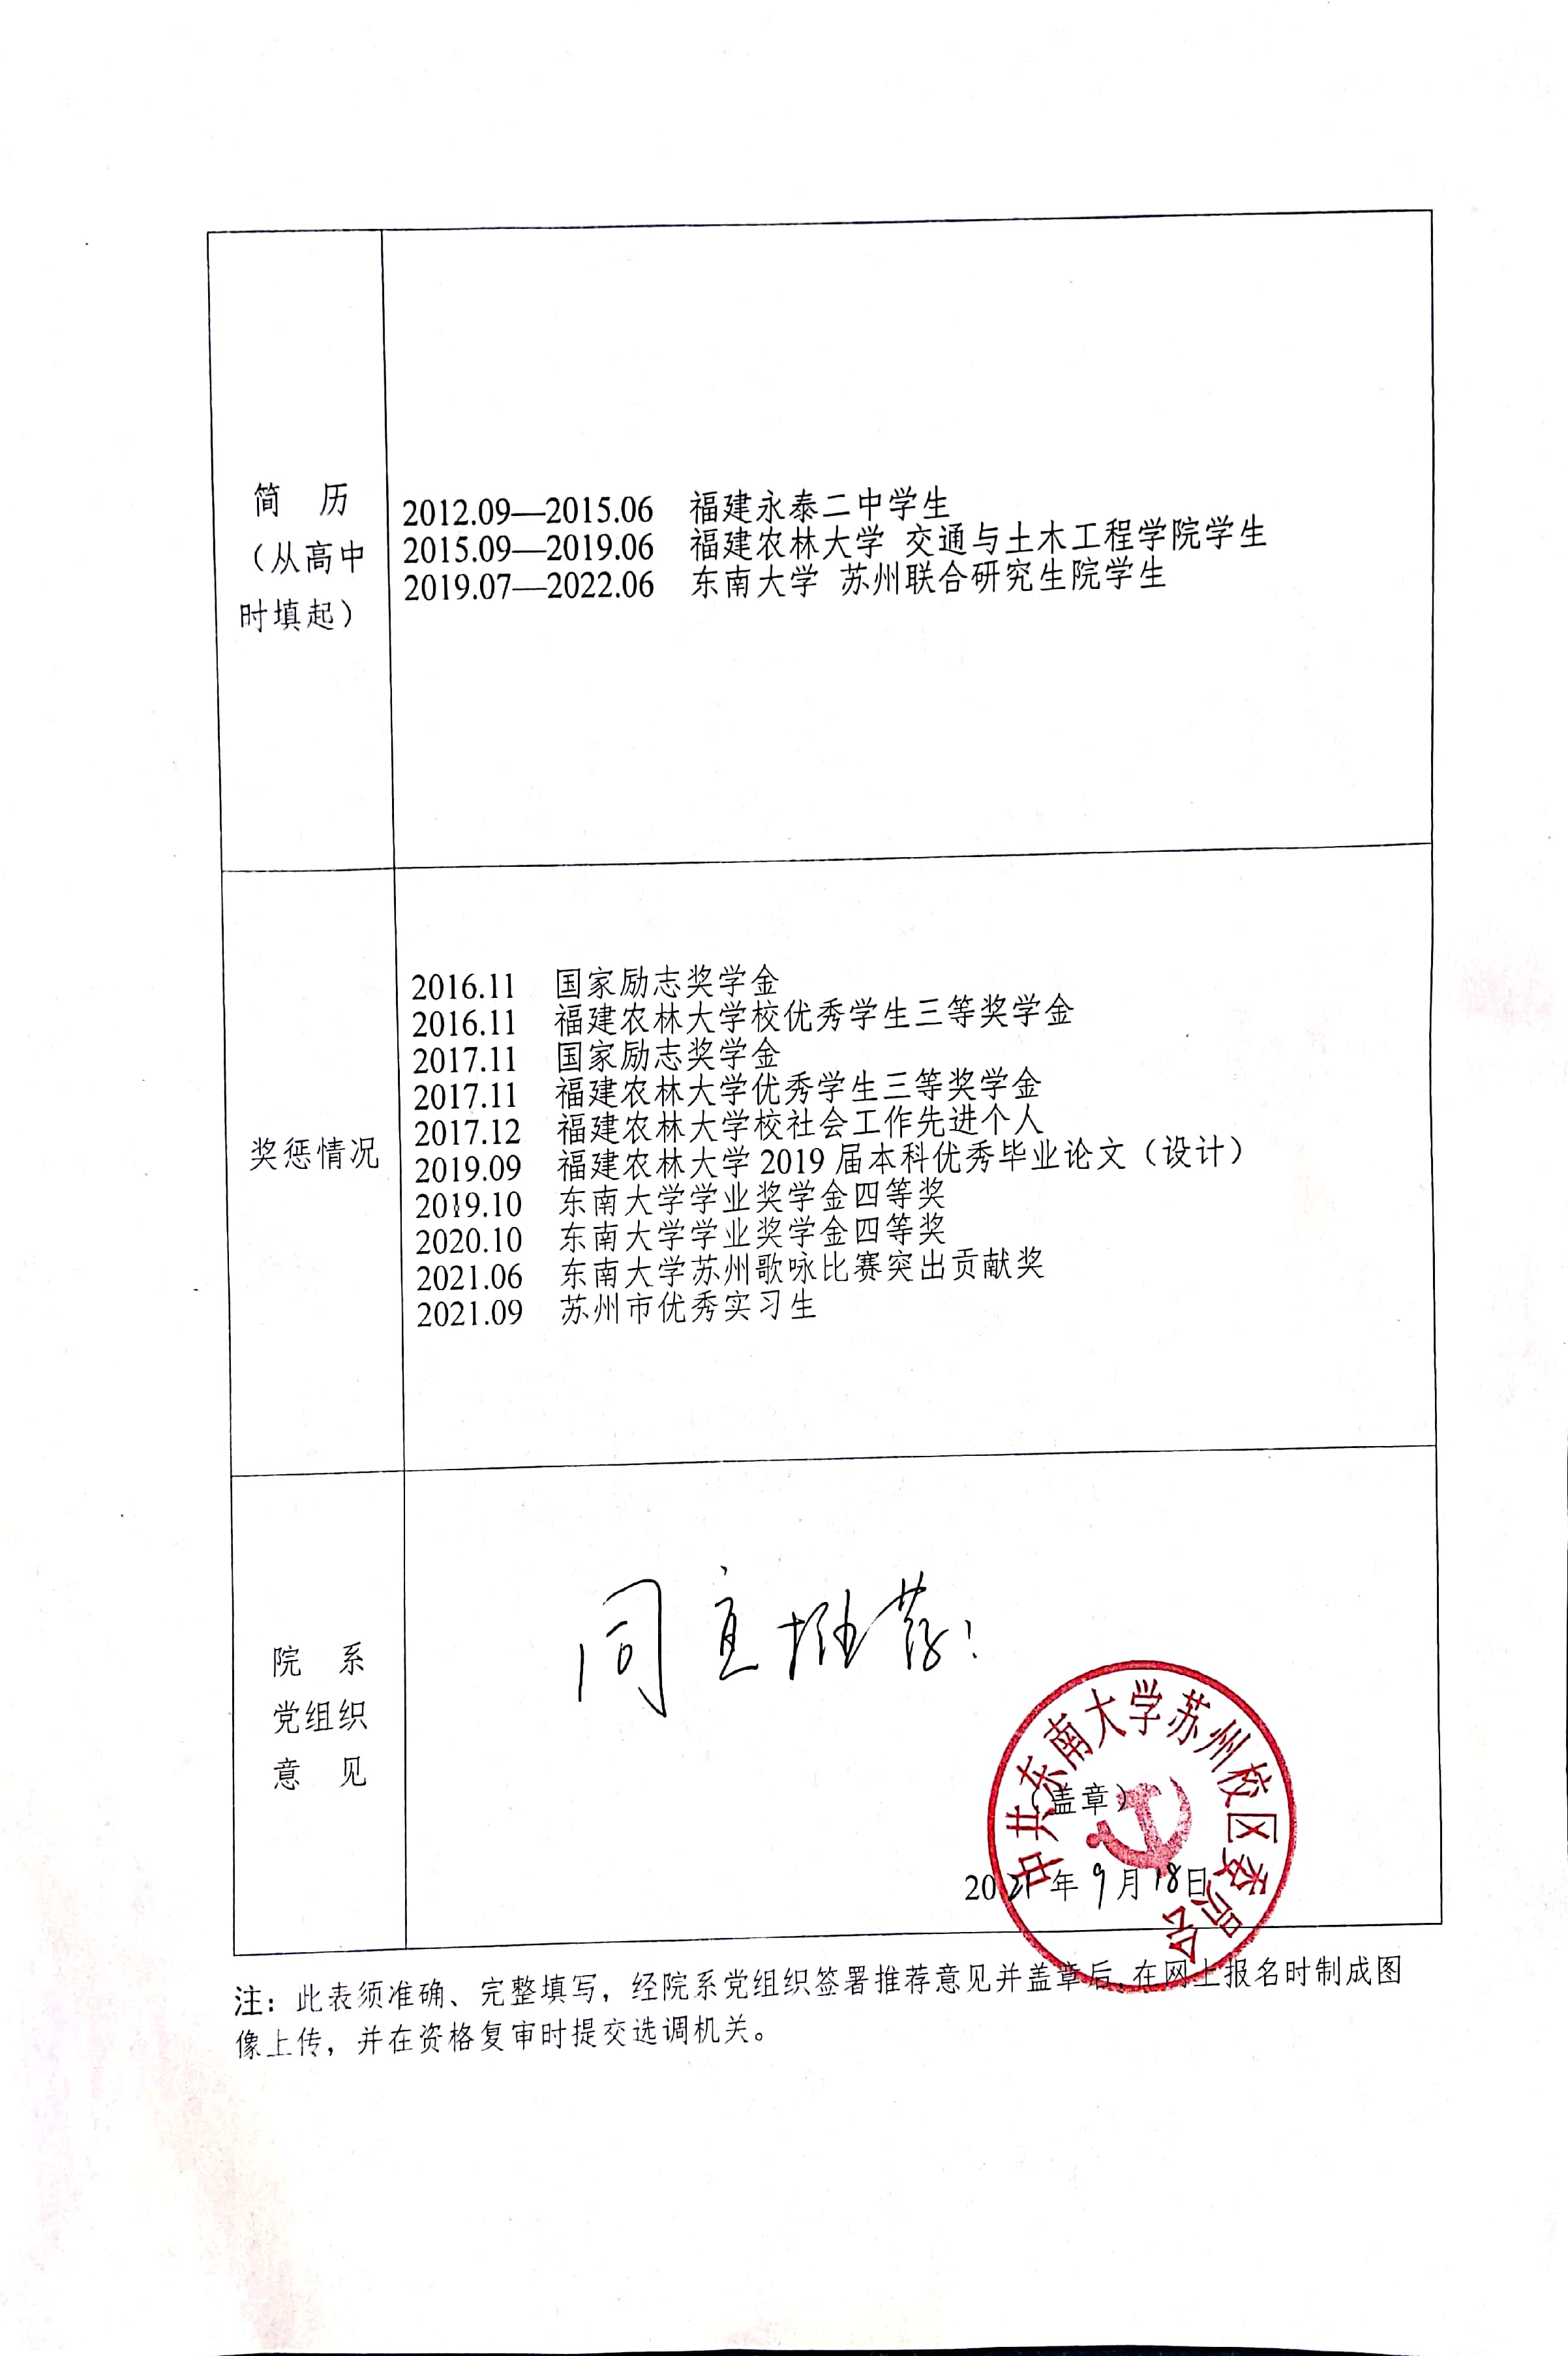 简 历
（从高中
时填起）
2012.09—2015.06 福建永泰二中学生
2015.09—2019.06 福建农林大学 交通与土木工程学院学生
2019.07—2022.06 东南大学 苏州联合研究生院学生
奖惩情况
2016.11 国家励志奖学金
2016.11 福建农林大学校优秀学生三等奖学金
2017.11 国家励志奖学金
2017.11 福建农林大学优秀学生三等奖学金
2017.12 福建农林大学校社会工作先进个人
2019.09 福建农林大学2019届本科优秀毕业论文（设计）
2019.10 东南大学学业奖学金四等奖
2020.10 东南大学学业奖学金四等奖
2021.06 东南大学苏州歌咏比赛突出贡献奖
2021.09 苏州市优秀实习生
院 系
党组织
意 见
同意推荐！
中共东南大学苏州校区委员会
（盖章）
2021年9月18日
注：此表须准确、完整填写，经院系党组织签署推荐意见并盖章后，在网上报名时制成图
像上传，并在资格复审时提交选调机关。